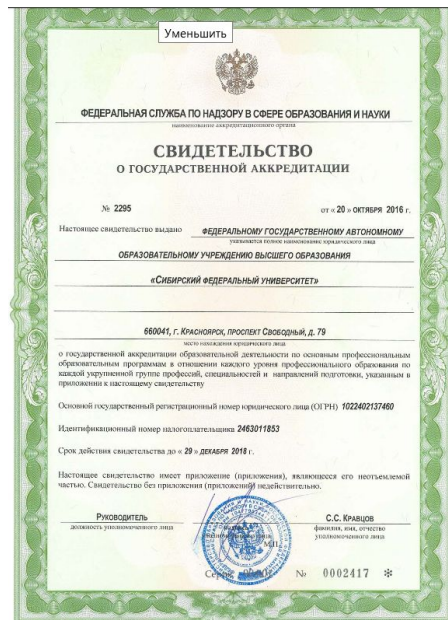 Уменьшить
ФЕДЕРАЛЬНАЯ СЛУЖБА ПО НАДЗОРУ В СФЕРЕ ОБРАЗОВАНИЯ И НАУКИ
наименование аккредитационного органа
СВИДЕТЕЛЬСТВО
О ГОСУДАРСТВЕННОЙ АККРЕДИТАЦИИ
№ 2295 от « 20 » ОКТЯБРЯ 2016 г.
Настоящее свидетельство выдано ФЕДЕРАЛЬНОМУ ГОСУДАРСТВЕННОМУ АВТОНОМНОМУ
указывается полное наименование юридического лица
ОБРАЗОВАТЕЛЬНОМУ УЧРЕЖДЕНИЮ ВЫСШЕГО ОБРАЗОВАНИЯ
«СИБИРСКИЙ ФЕДЕРАЛЬНЫЙ УНИВЕРСИТЕТ»
660041, г. КРАСНОЯРСК, ПРОСПЕКТ СВОБОДНЫЙ, д. 79
место нахождения юридического лица
о государственной аккредитации образовательной деятельности по основным профессиональным
образовательным программам в отношении каждого уровня профессионального образования по
каждой укрупненной группе профессий, специальностей и направлений подготовки, указанным в
приложении к настоящему свидетельству
Основной государственный регистрационный номер юридического лица (ОГРН) 1022402137460
Идентификационный номер налогоплательщика 2463011853
Срок действия свидетельства до « 29 » ДЕКАБРЯ 2018 г.
Настоящее свидетельство имеет приложение (приложения), являющееся его неотъемлемой
частью. Свидетельство без приложения (приложений) недействительно.
РУКОВОДИТЕЛЬ С.С. КРАВЦОВ
должность уполномоченного лица фамилия, имя, отчество
уполномоченного лица
М.П.
№ 0002417 *